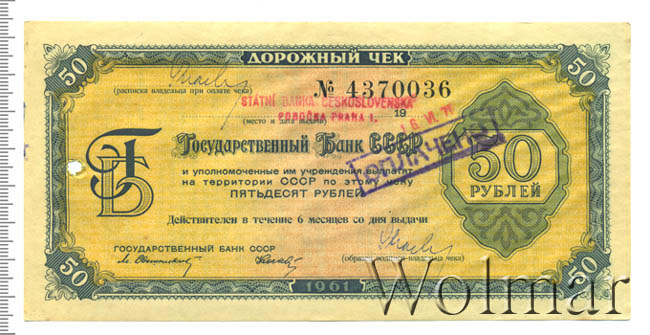 50 ДОРОЖНЫЙ ЧЕК 50
№ 4370036
(расписка владельца при оплате чека)
STÁTNÍ BANKA ČESKOSLOVENSKÁ
19
POBOČKA PRAHA 1.
(место и дата выдачи)
Государственный Банк СССР
ОПЛАЧЕНО
ГБ
и уполномоченные им учреждения выплатят
на территории СССР по этому чеку
ПЯТЬДЕСЯТ РУБЛЕЙ
50
РУБЛЕЙ
Действителен в течение 6 месяцев со дня выдачи
ГОСУДАРСТВЕННЫЙ БАНК СССР
(образец подписи владельца чека)
50 1961
Wolmar